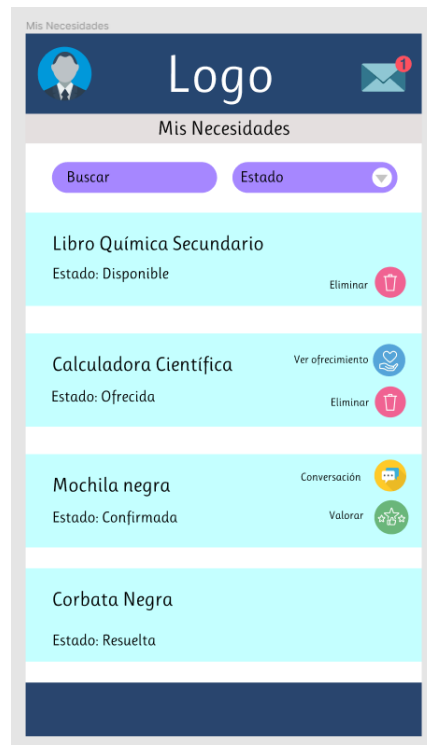 Mis Necesidades
Logo
1
Mis Necesidades
Buscar
Estado
Libro Química Secundario
Estado: Disponible
Eliminar
Calculadora Científica
Ver ofrecimiento
Estado: Ofrecida
Eliminar
Mochila negra
Conversación
Estado: Confirmada
Valorar
Corbata Negra
Estado: Resuelta